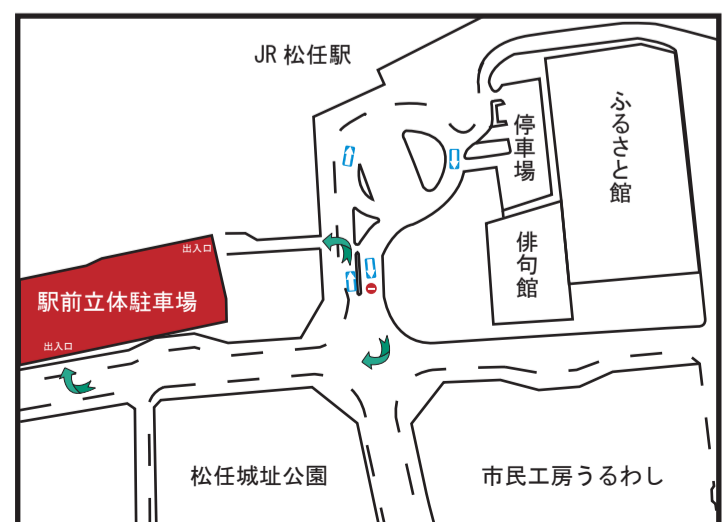 JR 松任駅
ふるさと館
停車場
俳句館
出入口
駅前立体駐車場
出入口
松任城址公園
市民工房うるわし